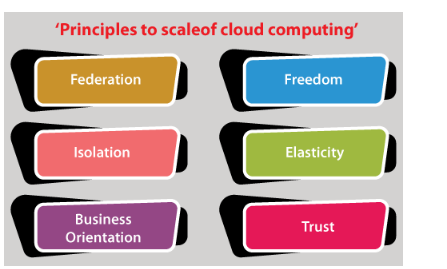 ‘Principles to scaleof cloud computing’
Federation
Freedom
Isolation
Elasticity
Business
Orientation
Trust